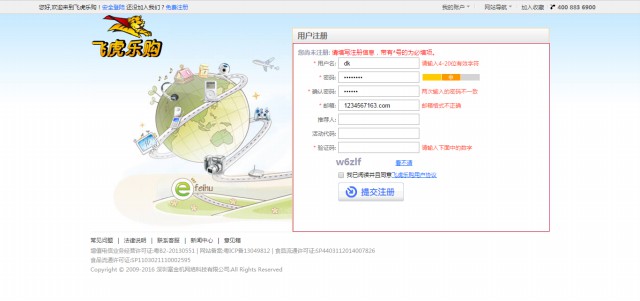 您好,欢迎来到飞虎乐购！安全登陆 还没加入我们？免费注册
我的账户 网站导航 加入收藏 400 883 6900
飞虎乐购
用户注册
您尚未注册: 请填写注册信息，带有*号的为必填项。
* 用户名: dk 请输入4-20位有效字符
* 密码: •••••••• 中
* 确认密码: •••••• 两次输入的密码不一致
* 邮箱: 1234567163.com 邮箱格式不正确
推荐人:
活动代码:
* 验证码: 请输入下图中的数字
w6zlf 看不清
我已阅读并且同意飞虎乐购用户协议
提交注册
e feihu
常见问题 | 法律说明 | 联系客服 | 新闻中心 | 意见箱
增值电信业务经营许可证:粤B2-20130551 | 网站备案:粤ICP备13049812 | 食品流通许可证:SP4403112014007826
食品流通许可证:SP1103021110002595
Copyright © 2009-2016 深圳富金机网络科技有限公司.All Rights Reserved